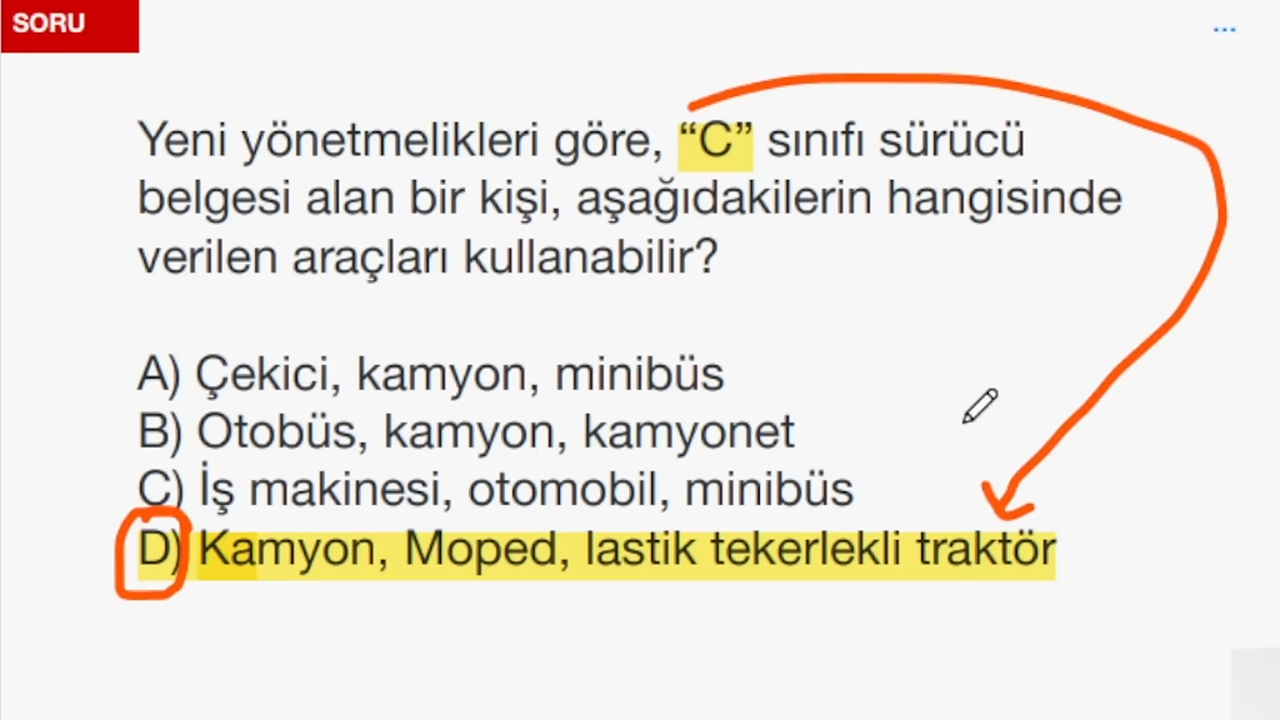 SORU
...
Yeni yönetmelikleri göre, “C” sınıfı sürücü
belgesi alan bir kişi, aşağıdakilerin hangisinde
verilen araçları kullanabilir?
A) Çekici, kamyon, minibüs
B) Otobüs, kamyon, kamyonet
C) İş makinesi, otomobil, minibüs
D) Kamyon, Moped, lastik tekerlekli traktör